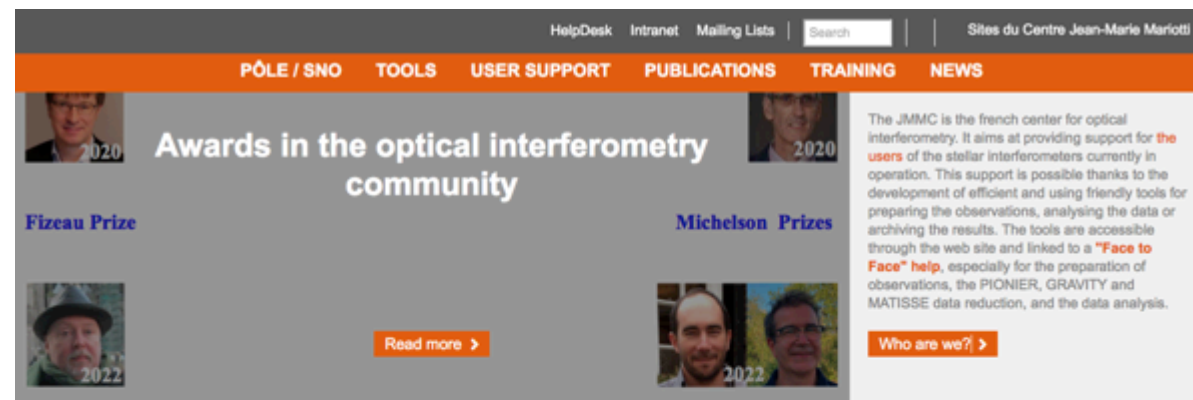 HelpDesk Intranet Mailing Lists Search Sites du Centre Jean-Marie Mariotti
PÔLE / SNO TOOLS USER SUPPORT PUBLICATIONS TRAINING NEWS
2020
Awards in the optical interferometry
community
2020
Fizeau Prize
Michelson Prizes
2022
Read more >
2022
The JMMC is the french center for optical
interferometry. It aims at providing support for the
users of the stellar interferometers currently in
operation. This support is possible thanks to the
development of efficient and using friendly tools for
preparing the observations, analysing the data or
archiving the results. The tools are accessible
through the web site and linked to a "Face to
Face" help, especially for the preparation of
observations, the PIONIER, GRAVITY and
MATISSE data reduction, and the data analysis.
Who are we? >